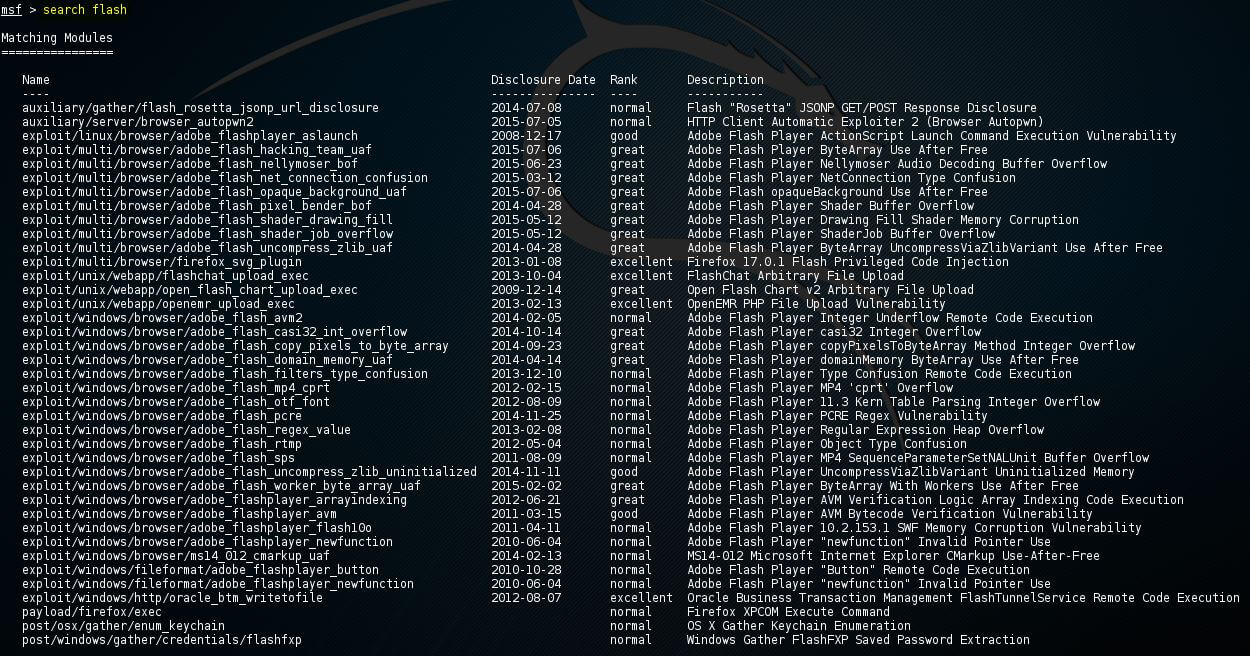 msf > search flash
Matching Modules
================
Name Disclosure Date Rank Description
---- --------------- ---- -----------
auxiliary/gather/flash_rosetta_jsonp_url_disclosure 2014-07-08 normal Flash "Rosetta" JSONP GET/POST Response Disclosure
auxiliary/server/browser_autopwn2 2015-07-05 normal HTTP Client Automatic Exploiter 2 (Browser Autopwn)
exploit/linux/browser/adobe_flashplayer_aslaunch 2008-12-17 good Adobe Flash Player ActionScript Launch Command Execution Vulnerability
exploit/multi/browser/adobe_flash_hacking_team_uaf 2015-07-06 great Adobe Flash Player ByteArray Use After Free
exploit/multi/browser/adobe_flash_nellymoser_bof 2015-06-23 great Adobe Flash Player Nellymoser Audio Decoding Buffer Overflow
exploit/multi/browser/adobe_flash_net_connection_confusion 2015-03-12 great Adobe Flash Player NetConnection Type Confusion
exploit/multi/browser/adobe_flash_opaque_background_uaf 2015-07-06 great Adobe Flash opaqueBackground Use After Free
exploit/multi/browser/adobe_flash_pixel_bender_bof 2014-04-28 great Adobe Flash Player Shader Buffer Overflow
exploit/multi/browser/adobe_flash_shader_drawing_fill 2015-05-12 great Adobe Flash Player Drawing Fill Shader Memory Corruption
exploit/multi/browser/adobe_flash_shader_job_overflow 2015-05-12 great Adobe Flash Player ShaderJob Buffer Overflow
exploit/multi/browser/adobe_flash_uncompress_zlib_uaf 2014-04-28 great Adobe Flash Player ByteArray UncompressViaZlibVariant Use After Free
exploit/multi/browser/firefox_svg_plugin 2013-01-08 excellent Firefox 17.0.1 Flash Privileged Code Injection
exploit/unix/webapp/flashchat_upload_exec 2013-10-04 excellent FlashChat Arbitrary File Upload
exploit/unix/webapp/open_flash_chart_upload_exec 2009-12-14 great Open Flash Chart v2 Arbitrary File Upload
exploit/unix/webapp/openemr_upload_exec 2013-02-13 excellent OpenEMR PHP File Upload Vulnerability
exploit/windows/browser/adobe_flash_avm2 2014-02-05 normal Adobe Flash Player Integer Underflow Remote Code Execution
exploit/windows/browser/adobe_flash_casi32_int_overflow 2014-10-14 great Adobe Flash Player casi32 Integer Overflow
exploit/windows/browser/adobe_flash_copy_pixels_to_byte_array 2014-09-23 great Adobe Flash Player copyPixelsToByteArray Method Integer Overflow
exploit/windows/browser/adobe_flash_domain_memory_uaf 2014-04-14 great Adobe Flash Player domainMemory ByteArray Use After Free
exploit/windows/browser/adobe_flash_filters_type_confusion 2013-12-10 normal Adobe Flash Player Type Confusion Remote Code Execution
exploit/windows/browser/adobe_flash_mp4_cprt 2012-02-15 normal Adobe Flash Player MP4 'cprt' Overflow
exploit/windows/browser/adobe_flash_otf_font 2012-08-09 normal Adobe Flash Player 11.3 Kern Table Parsing Integer Overflow
exploit/windows/browser/adobe_flash_pcre 2014-11-25 normal Adobe Flash Player PCRE Regex Vulnerability
exploit/windows/browser/adobe_flash_regex_value 2013-02-08 normal Adobe Flash Player Regular Expression Heap Overflow
exploit/windows/browser/adobe_flash_rtmp 2012-05-04 normal Adobe Flash Player Object Type Confusion
exploit/windows/browser/adobe_flash_sps 2011-08-09 normal Adobe Flash Player MP4 SequenceParameterSetNALUnit Buffer Overflow
exploit/windows/browser/adobe_flash_uncompress_zlib_uninitialized 2014-11-11 good Adobe Flash Player UncompressViaZlibVariant Uninitialized Memory
exploit/windows/browser/adobe_flash_worker_byte_array_uaf 2015-02-02 great Adobe Flash Player ByteArray With Workers Use After Free
exploit/windows/browser/adobe_flashplayer_arrayindexing 2012-06-21 great Adobe Flash Player AVM Verification Logic Array Indexing Code Execution
exploit/windows/browser/adobe_flashplayer_avm 2011-03-15 good Adobe Flash Player AVM Bytecode Verification Vulnerability
exploit/windows/browser/adobe_flashplayer_flash10o 2011-04-11 normal Adobe Flash Player 10.2.153.1 SWF Memory Corruption Vulnerability
exploit/windows/browser/adobe_flashplayer_newfunction 2010-06-04 normal Adobe Flash Player "newfunction" Invalid Pointer Use
exploit/windows/browser/ms14_012_cmarkup_uaf 2014-02-13 normal MS14-012 Microsoft Internet Explorer CMarkup Use-After-Free
exploit/windows/fileformat/adobe_flashplayer_button 2010-10-28 normal Adobe Flash Player "Button" Remote Code Execution
exploit/windows/fileformat/adobe_flashplayer_newfunction 2010-06-04 normal Adobe Flash Player "newfunction" Invalid Pointer Use
exploit/windows/http/oracle_btm_writetofile 2012-08-07 excellent Oracle Business Transaction Management FlashTunnelService Remote Code Execution
payload/firefox/exec normal Firefox XPCOM Execute Command
post/osx/gather/enum_keychain normal OS X Gather Keychain Enumeration
post/windows/gather/credentials/flashfxp normal Windows Gather FlashFXP Saved Password Extraction